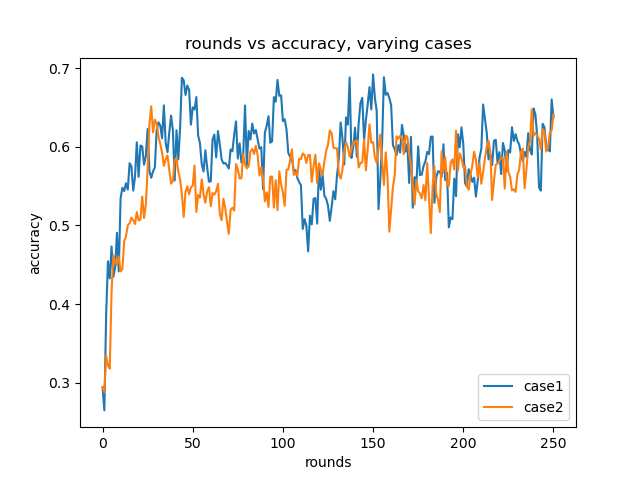 rounds vs accuracy, varying cases
0.7
0.6
0.5
0.4
0.3
accuracy
case1
case2
0 50 100 150 200 250
rounds